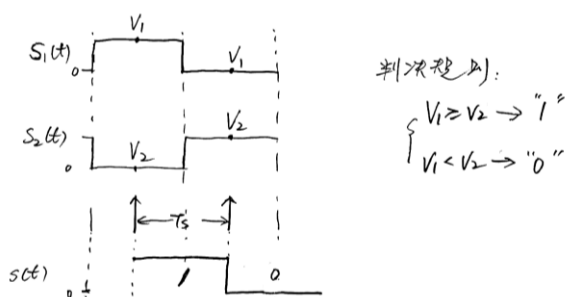 S₁(t) 0 V₁ V₁
S₂(t) 0 V₂ V₂
Ts
s(t) 0 1 0
判决规则:
V₁ ≥ V₂ → "1"
V₁ < V₂ → "0"